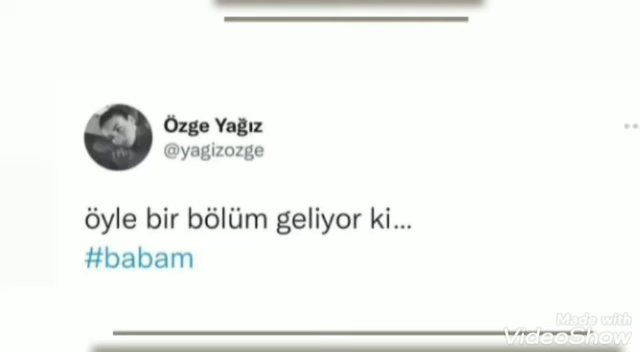 Özge Yağız
@yagizozge
öyle bir bölüm geliyor ki...
#babam
Made with
VideoShow